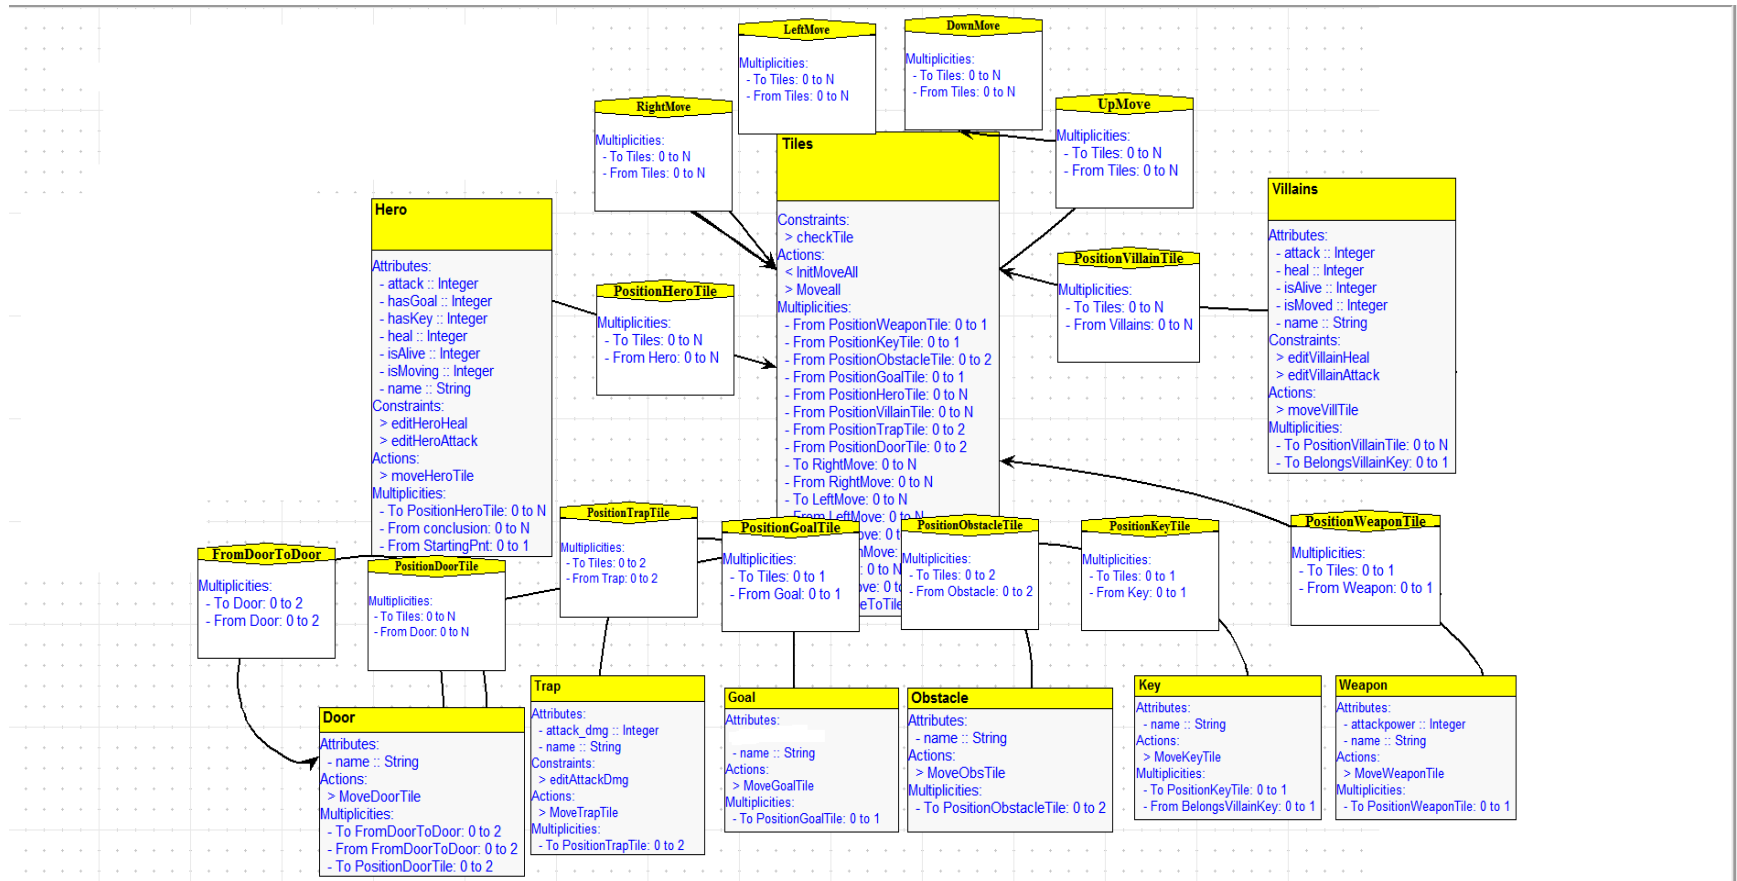 LeftMove
Multiplicities:
- To Tiles: 0 to N
- From Tiles: 0 to N
DownMove
Multiplicities:
- To Tiles: 0 to N
- From Tiles: 0 to N
RightMove
Multiplicities:
- To Tiles: 0 to N
- From Tiles: 0 to N
UpMove
Multiplicities:
- To Tiles: 0 to N
- From Tiles: 0 to N
Tiles
Constraints:
> checkTile
Actions:
< InitMoveAll
> Moveall
Multiplicities:
- From PositionWeaponTile: 0 to 1
- From PositionKeyTile: 0 to 1
- From PositionObstacleTile: 0 to 2
- From PositionGoalTile: 0 to 1
- From PositionHeroTile: 0 to N
- From PositionVillainTile: 0 to N
- From PositionTrapTile: 0 to 2
- From PositionDoorTile: 0 to 2
- To RightMove: 0 to N
- From RightMove: 0 to N
- To LeftMove: 0 to N
- From LeftMove: 0 to N
Hero
Attributes:
- attack :: Integer
- hasGoal :: Integer
- hasKey :: Integer
- heal :: Integer
- isAlive :: Integer
- isMoving :: Integer
- name :: String
Constraints:
> editHeroHeal
> editHeroAttack
Actions:
> moveHeroTile
Multiplicities:
- To PositionHeroTile: 0 to N
- From conclusion: 0 to N
- From StartingPnt: 0 to 1
PositionHeroTile
Multiplicities:
- To Tiles: 0 to N
- From Hero: 0 to N
PositionVillainTile
Multiplicities:
- To Tiles: 0 to N
- From Villains: 0 to N
Villains
Attributes:
- attack :: Integer
- heal :: Integer
- isAlive :: Integer
- isMoved :: Integer
- name :: String
Constraints:
> editVillainHeal
> editVillainAttack
Actions:
> moveVillTile
Multiplicities:
- To PositionVillainTile: 0 to N
- To BelongsVillainKey: 0 to 1
FromDoorToDoor
Multiplicities:
- To Door: 0 to 2
- From Door: 0 to 2
PositionDoorTile
Multiplicities:
- To Tiles: 0 to N
- From Door: 0 to N
PositionTrapTile
Multiplicities:
- To Tiles: 0 to 2
- From Trap: 0 to 2
PositionGoalTile
Multiplicities:
- To Tiles: 0 to 1
- From Goal: 0 to 1
PositionObstacleTile
Multiplicities:
- To Tiles: 0 to 2
- From Obstacle: 0 to 2
PositionKeyTile
Multiplicities:
- To Tiles: 0 to 1
- From Key: 0 to 1
PositionWeaponTile
Multiplicities:
- To Tiles: 0 to 1
- From Weapon: 0 to 1
Door
Attributes:
- name :: String
Actions:
> MoveDoorTile
Multiplicities:
- To FromDoorToDoor: 0 to 2
- From FromDoorToDoor: 0 to 2
- To PositionDoorTile: 0 to 2
Trap
Attributes:
- attack_dmg :: Integer
- name :: String
Constraints:
> editAttackDmg
Actions:
> MoveTrapTile
Multiplicities:
- To PositionTrapTile: 0 to 2
Goal
Attributes:
- name :: String
Actions:
> MoveGoalTile
Multiplicities:
- To PositionGoalTile: 0 to 1
Obstacle
Attributes:
- name :: String
Actions:
> MoveObsTile
Multiplicities:
- To PositionObstacleTile: 0 to 2
Key
Attributes:
- name :: String
Actions:
> MoveKeyTile
Multiplicities:
- To PositionKeyTile: 0 to 1
- From BelongsVillainKey: 0 to 1
Weapon
Attributes:
- attackpower :: Integer
- name :: String
Actions:
> MoveWeaponTile
Multiplicities:
- To PositionWeaponTile: 0 to 1